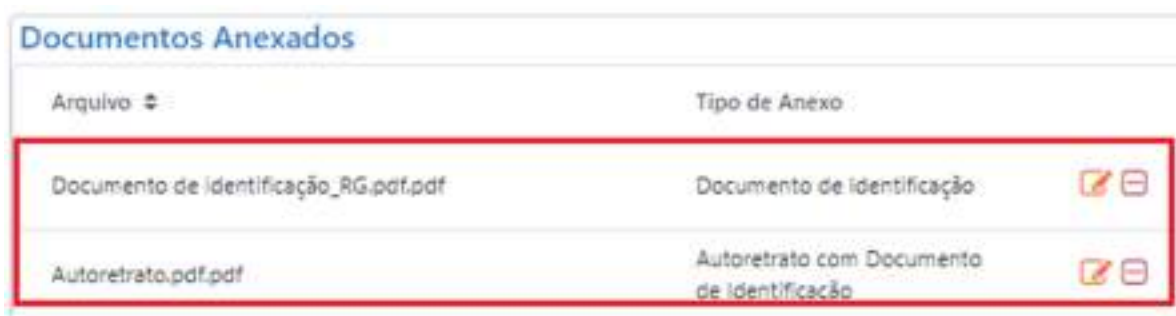 Documentos Anexados
Arquivo Tipo de Anexo
Documento de Identificação_RG.pdf.pdf Documento de Identificação
Autoretrato.pdf.pdf Autoretrato com Documento
de Identificação